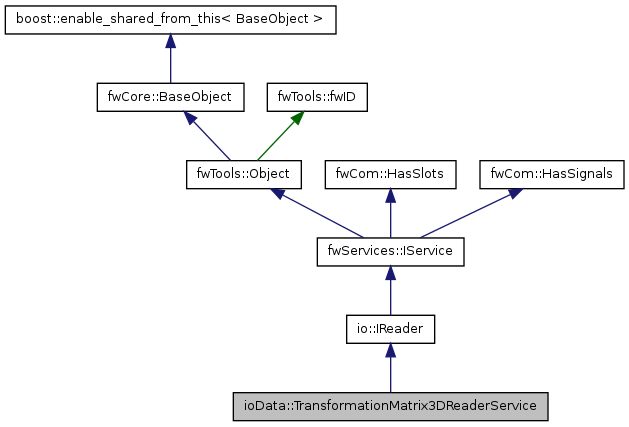 boost::enable_shared_from_this< BaseObject >
fwCore::BaseObject
fwTools::fwID
fwTools::Object
fwCom::HasSlots
fwCom::HasSignals
fwServices::IService
io::IReader
ioData::TransformationMatrix3DReaderService